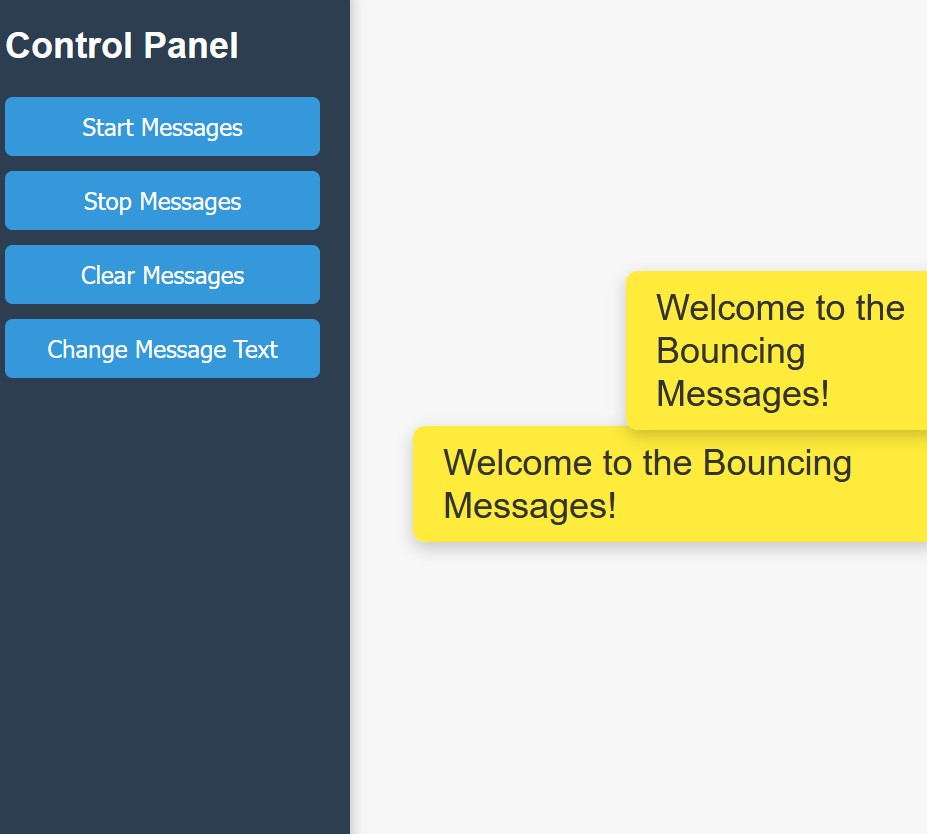 Control Panel
Start Messages
Stop Messages
Clear Messages
Change Message Text
Welcome to the
Bouncing
Messages!
Welcome to the Bouncing
Messages!